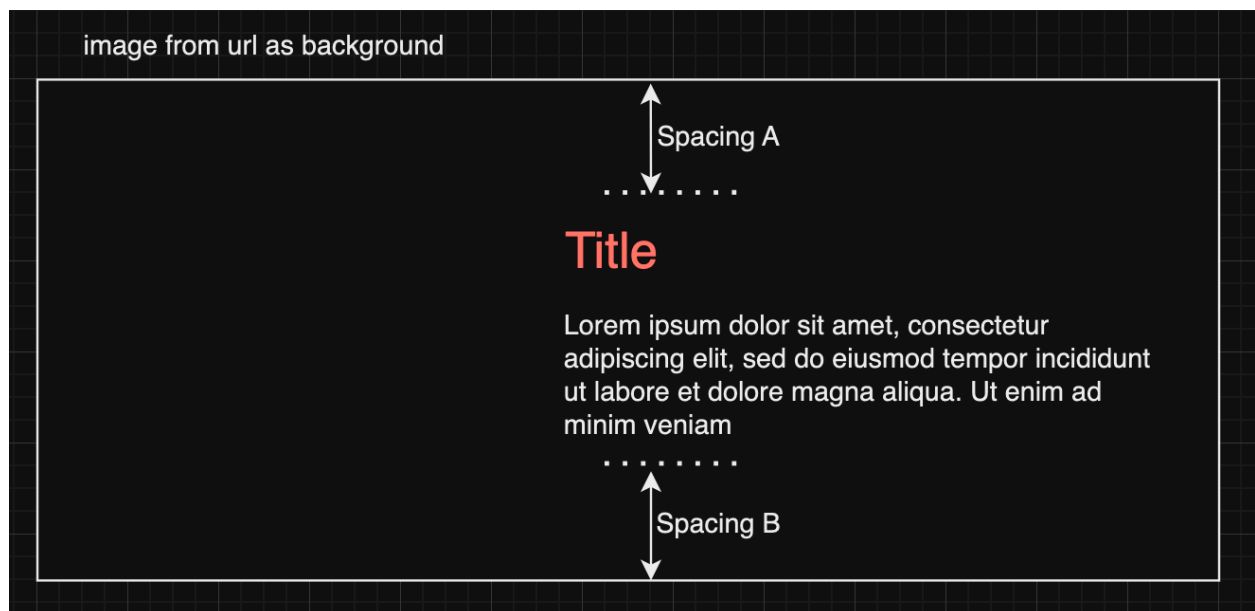 image from url as background
Spacing A
Title
Lorem ipsum dolor sit amet, consectetur
adipiscing elit, sed do eiusmod tempor incididunt
ut labore et dolore magna aliqua. Ut enim ad
minim veniam
Spacing B